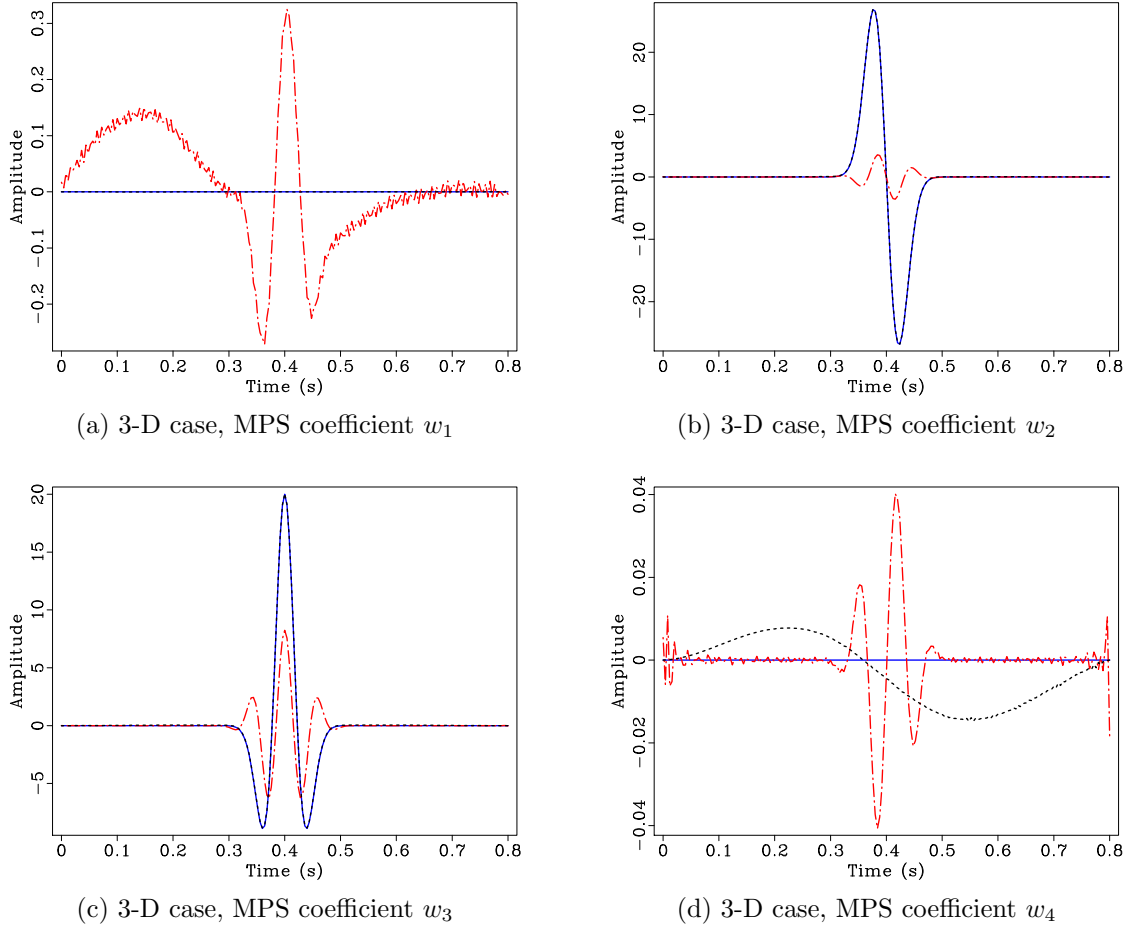 0.3
0.2
0.1
0
−0.1
−0.2
Amplitude
0 0.1 0.2 0.3 0.4 0.5 0.6 0.7 0.8
Time (s)
(a) 3-D case, MPS coefficient w1
20
10
0
−10
−20
Amplitude
0 0.1 0.2 0.3 0.4 0.5 0.6 0.7 0.8
Time (s)
(b) 3-D case, MPS coefficient w2
20
15
10
5
0
−5
Amplitude
0 0.1 0.2 0.3 0.4 0.5 0.6 0.7 0.8
Time (s)
(c) 3-D case, MPS coefficient w3
0.04
0.02
0
−0.02
−0.04
Amplitude
0 0.1 0.2 0.3 0.4 0.5 0.6 0.7 0.8
Time (s)
(d) 3-D case, MPS coefficient w4